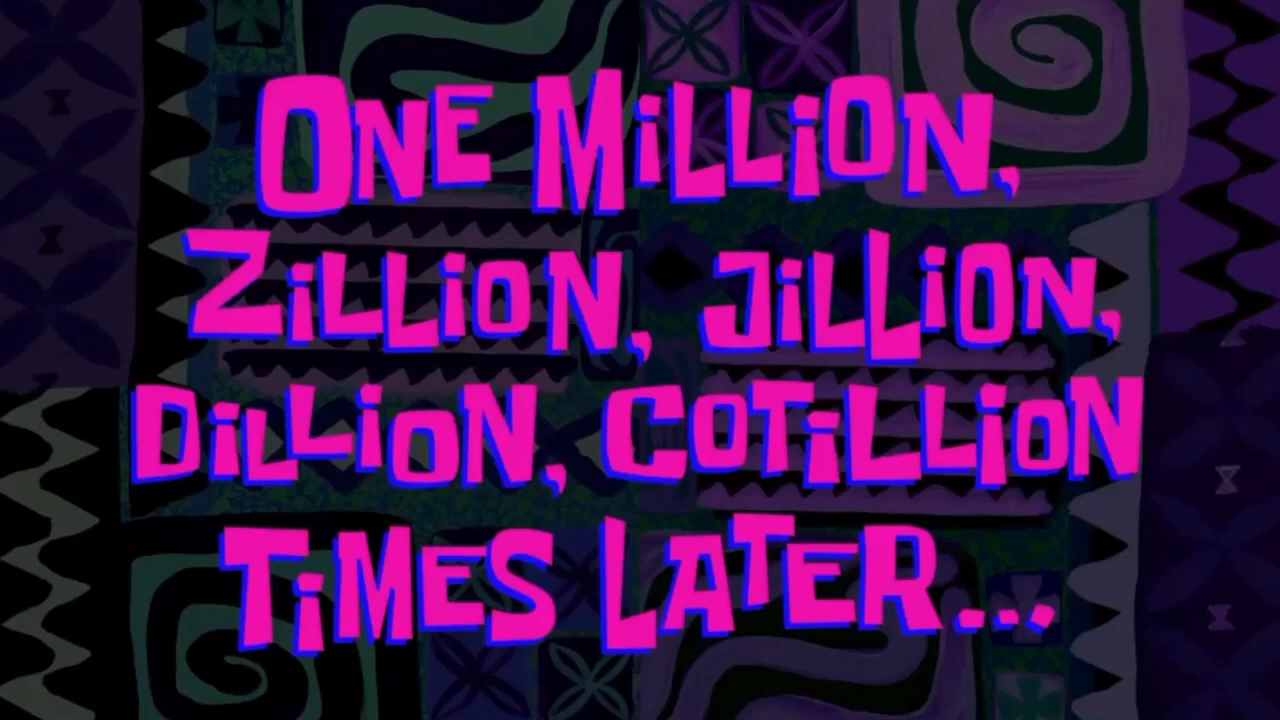 One Million,
Zillion, Jillion,
Dillion, Cotillion
Times Later...